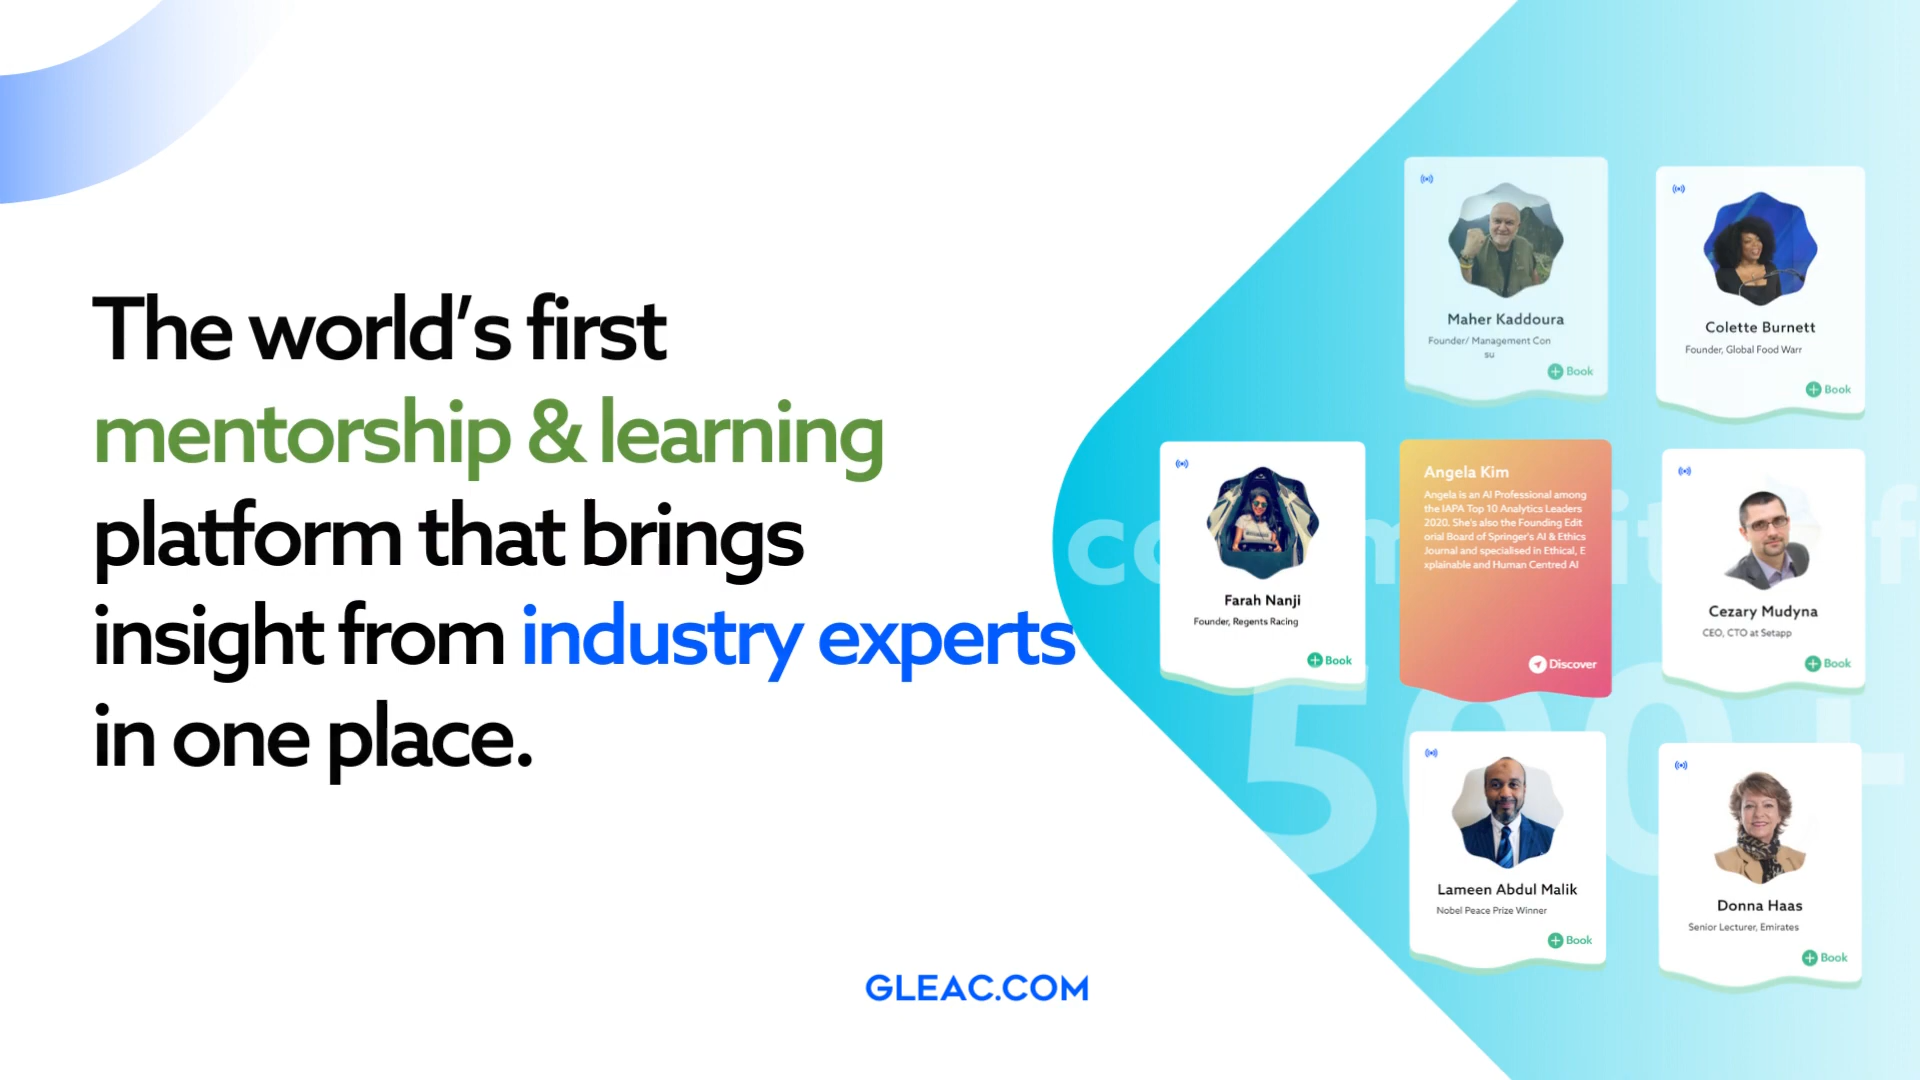 The world's first
mentorship & learning
platform that brings
insight from industry experts
in one place.
GLEAC.COM
Maher Kaddoura
Founder/ Management Con
su
Book
Colette Burnett
Founder, Global Food Warr
Book
Farah Nanji
Founder, Regents Racing
Book
Angela Kim
Angela is an AI Professional among
the IAPA Top 10 Analytics Leaders
2020. She's also the Founding Edit
orial Board of Springer's AI & Ethics
Journal and specialised in Ethical, E
xplainable and Human Centred AI
Discover
Cezary Mudyna
CEO, CTO at Setapp
Book
Lameen Abdul Malik
Nobel Peace Prize Winner
Book
Donna Haas
Senior Lecturer, Emirates
Book
500+